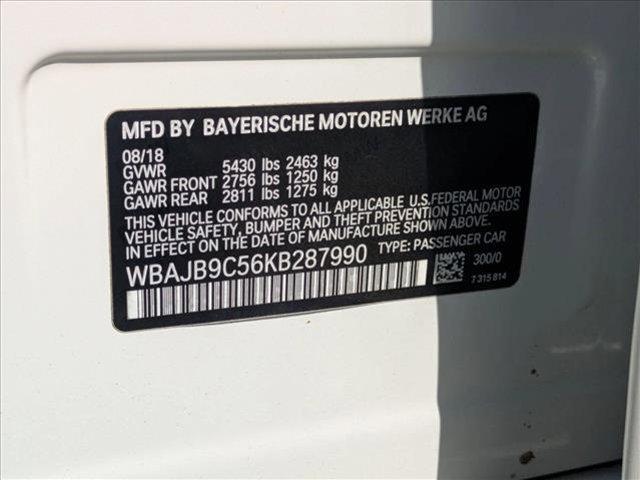 MFD BY BAYERISCHE MOTOREN WERKE AG
08/18
GVWR 5430 lbs 2463 kg
GAWR FRONT 2756 lbs 1250 kg
GAWR REAR 2811 lbs 1275 kg
THIS VEHICLE CONFORMS TO ALL APPLICABLE U.S.FEDERAL MOTOR
VEHICLE SAFETY, BUMPER AND THEFT PREVENTION STANDARDS
IN EFFECT ON THE DATE OF MANUFACTURE SHOWN ABOVE.
WBAJB9C56KB287990 TYPE: PASSENGER CAR
300/0
7 315 814